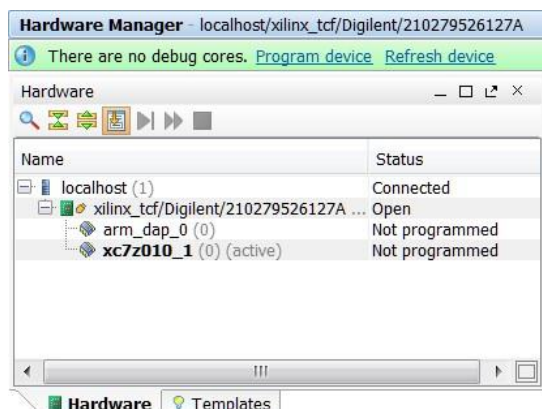 Hardware Manager - localhost/xilinx_tcf/Digilent/210279526127A
There are no debug cores. Program device Refresh device
Hardware
Name Status
localhost (1) Connected
xilinx_tcf/Digilent/210279526127A ... Open
arm_dap_0 (0) Not programmed
xc7z010_1 (0) (active) Not programmed
Hardware Templates